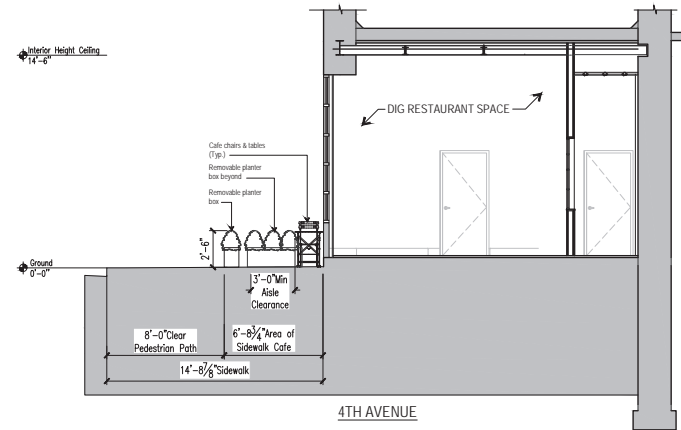 Interior Height Ceiling
14'-6"
DIG RESTAURANT SPACE
Cafe chairs & tables
(Typ.)
Removable planter
box beyond
Removable planter
box
2'-6"
Ground
0'-0"
3'-0"Min
Aisle
Clearance
8'-0"Clear
Pedestrian Path
6'-8¾"Area of
Sidewalk Cafe
14'-8⅞"Sidewalk
4TH AVENUE